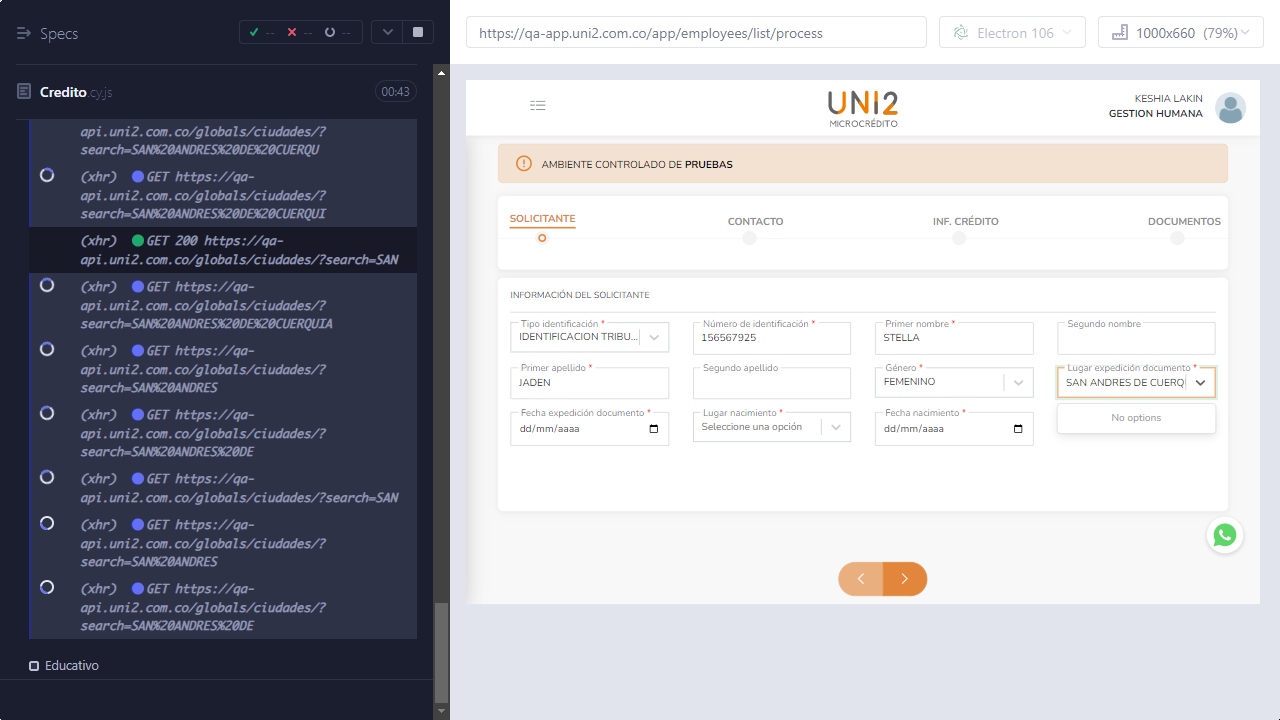 Specs
-- -- --
Credito.cy.js
00:43
api.uni2.com.co/globals/ciudades/?
search=SAN%20ANDRES%20DE%20CUERQU
(xhr) GET https://qa-
api.uni2.com.co/globals/ciudades/?
search=SAN%20ANDRES%20DE%20CUERQUI
(xhr) GET 200 https://qa-
api.uni2.com.co/globals/ciudades/?search=SAN
(xhr) GET https://qa-
api.uni2.com.co/globals/ciudades/?
search=SAN%20ANDRES%20DE%20CUERQUIA
(xhr) GET https://qa-
api.uni2.com.co/globals/ciudades/?
search=SAN%20ANDRES
(xhr) GET https://qa-
api.uni2.com.co/globals/ciudades/?
search=SAN%20ANDRES%20DE
(xhr) GET https://qa-
api.uni2.com.co/globals/ciudades/?search=SAN
(xhr) GET https://qa-
api.uni2.com.co/globals/ciudades/?
search=SAN%20ANDRES
(xhr) GET https://qa-
api.uni2.com.co/globals/ciudades/?
search=SAN%20ANDRES%20DE
Educativo
https://qa-app.uni2.com.co/app/employees/list/process
Electron 106
1000x660 (79%)
UNI2
MICROCRÉDITO
KESHIA LAKIN
GESTION HUMANA
AMBIENTE CONTROLADO DE PRUEBAS
SOLICITANTE CONTACTO INF. CRÉDITO DOCUMENTOS
INFORMACIÓN DEL SOLICITANTE
Tipo identificación * Número de identificación * Primer nombre * Segundo nombre
IDENTIFICACION TRIBU... 156567925 STELLA
Primer apellido * Segundo apellido Género * Lugar expedición documento *
JADEN FEMENINO SAN ANDRES DE CUERQ
Fecha expedición documento * Lugar nacimiento * Fecha nacimiento *
dd/mm/aaaa Seleccione una opción dd/mm/aaaa No options